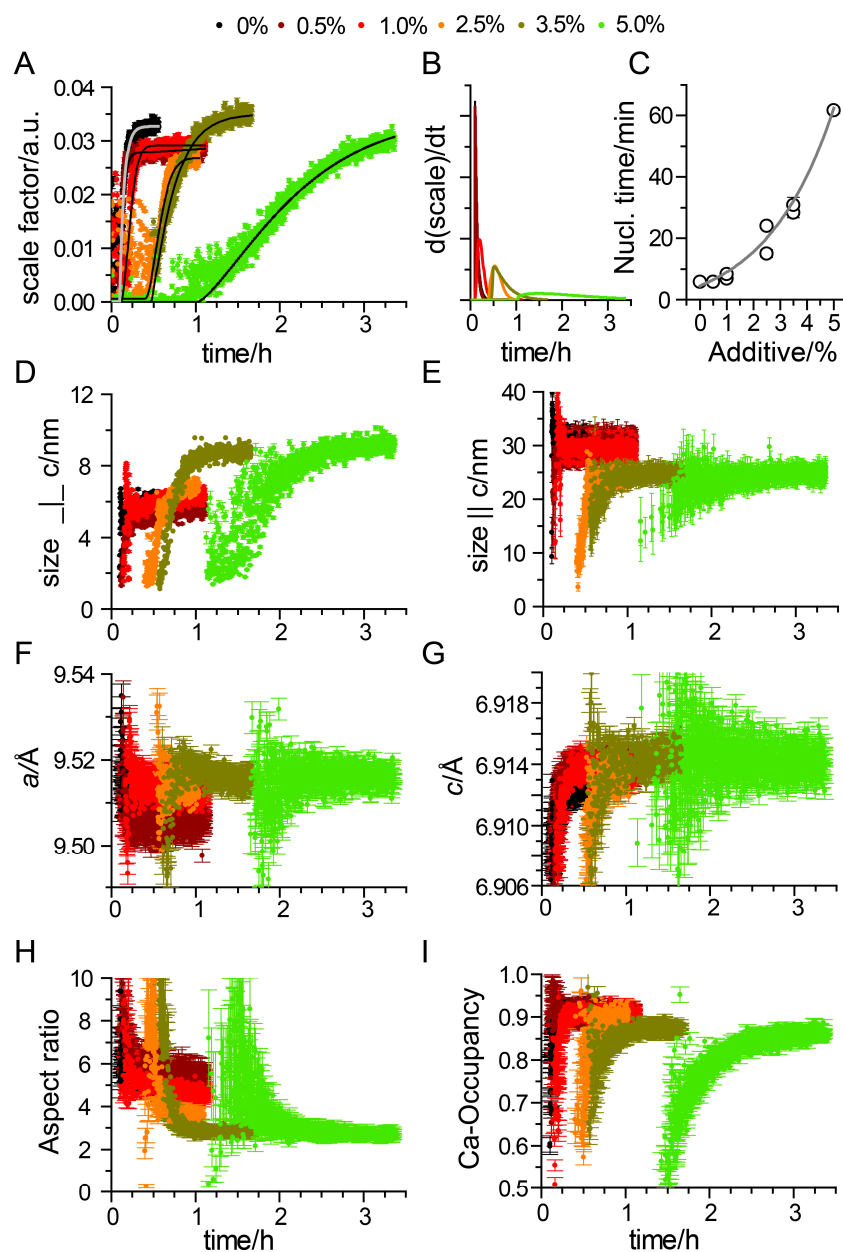 0% 0.5% 1.0% 2.5% 3.5% 5.0%
A
0.04
0.03
0.02
0.01
0.00
scale factor/a.u.
0 1 2 3
time/h
B
d(scale)/dt
0 1 2 3
time/h
C
60
40
20
0
Nucl. time/min
0 1 2 3 4 5
Additive/%
D
12
8
4
0
size _|_ c/nm
0 1 2 3
E
40
30
20
10
0
size || c/nm
0 1 2 3
F
9.54
9.52
9.50
a/Å
0 1 2 3
G
6.918
6.914
6.910
6.906
c/Å
0 1 2 3
H
10
8
6
4
2
0
Aspect ratio
0 1 2 3
time/h
I
1.0
0.9
0.8
0.7
0.6
0.5
Ca-Occupancy
0 1 2 3
time/h